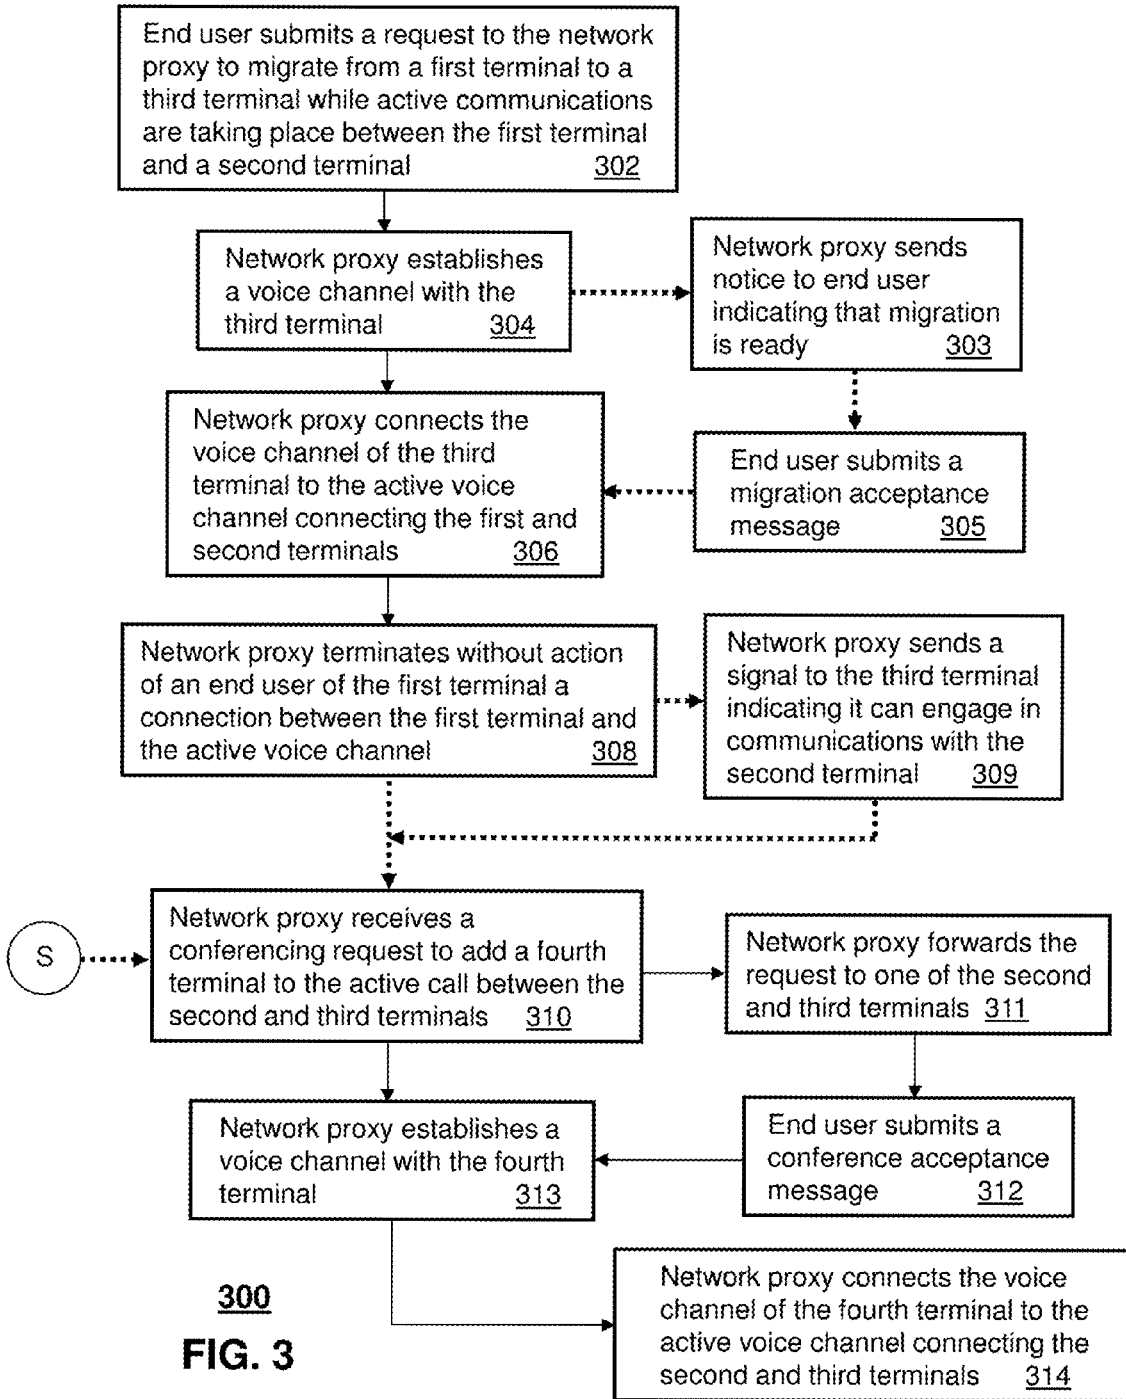 End user submits a request to the network
proxy to migrate from a first terminal to a
third terminal while active communications
are taking place between the first terminal
and a second terminal 302
Network proxy establishes
a voice channel with the
third terminal 304
Network proxy sends
notice to end user
indicating that migration
is ready 303
Network proxy connects the
voice channel of the third
terminal to the active voice
channel connecting the first and
second terminals 306
End user submits a
migration acceptance
message 305
Network proxy terminates without action
of an end user of the first terminal a
connection between the first terminal and
the active voice channel 308
Network proxy sends a
signal to the third terminal
indicating it can engage in
communications with the
second terminal 309
S
Network proxy receives a
conferencing request to add a fourth
terminal to the active call between the
second and third terminals 310
Network proxy forwards the
request to one of the second
and third terminals 311
Network proxy establishes a
voice channel with the fourth
terminal 313
End user submits a
conference acceptance
message 312
Network proxy connects the voice
channel of the fourth terminal to the
active voice channel connecting the
second and third terminals 314
300
FIG. 3